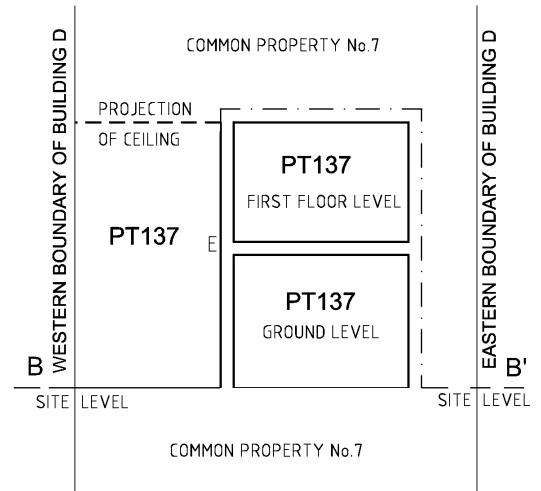 COMMON PROPERTY No.7
WESTERN BOUNDARY OF BUILDING D
EASTERN BOUNDARY OF BUILDING D
PROJECTION
OF CEILING
PT137
FIRST FLOOR LEVEL
PT137
E
PT137
GROUND LEVEL
B
B'
SITE LEVEL
SITE LEVEL
COMMON PROPERTY No.7